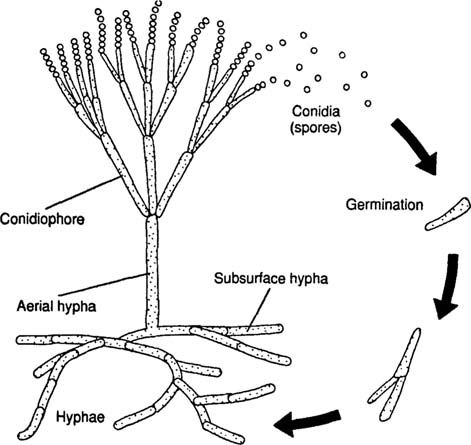 Conidia
(spores)
Conidiophore
Germination
Aerial hypha
Subsurface hypha
Hyphae